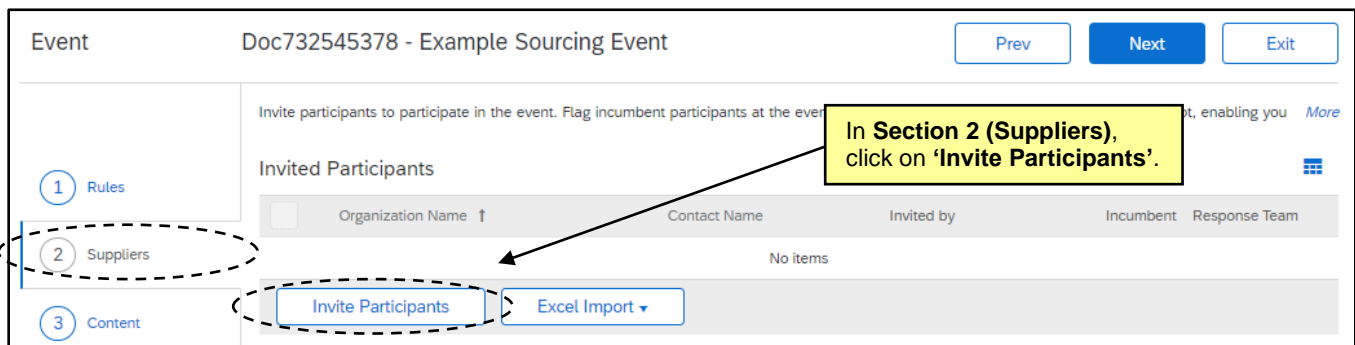 Event
Doc732545378 - Example Sourcing Event
Prev
Next
Exit
Invite participants to participate in the event. Flag incumbent participants at the
enabling you More
In Section 2 (Suppliers),
click on ‘Invite Participants’.
Invited Participants
1 Rules
Organization Name ↑
Contact Name
Invited by
Incumbent
Response Team
2 Suppliers
No items
Invite Participants
Excel Import ▾
3 Content